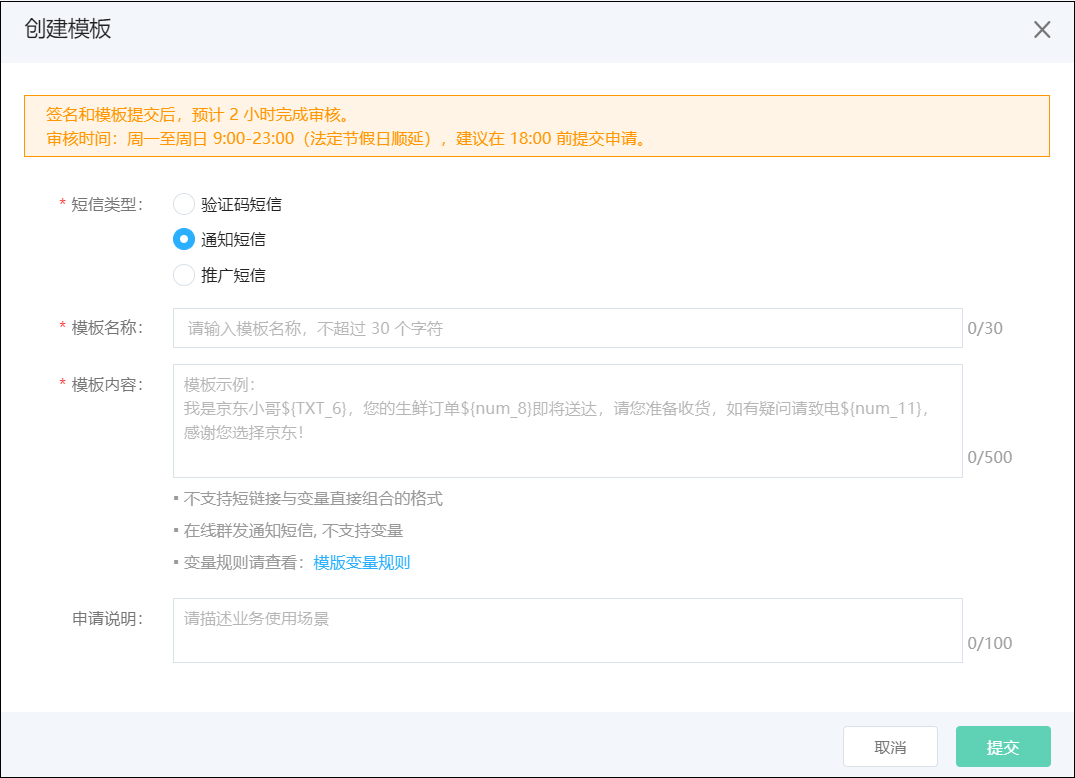 创建模板
签名和模板提交后，预计 2 小时完成审核。
审核时间：周一至周日 9:00-23:00（法定节假日顺延），建议在 18:00 前提交申请。
* 短信类型： 验证码短信
通知短信
推广短信
* 模板名称： 请输入模板名称，不超过 30 个字符 0/30
* 模板内容： 模板示例：
我是京东小哥${TXT_6}，您的生鲜订单${num_8}即将送达，请您准备收货，如有疑问请致电${num_11}，
感谢您选择京东！
0/500
▪ 不支持短链接与变量直接组合的格式
▪ 在线群发通知短信, 不支持变量
▪ 变量规则请查看：模版变量规则
申请说明： 请描述业务使用场景
0/100
取消 提交